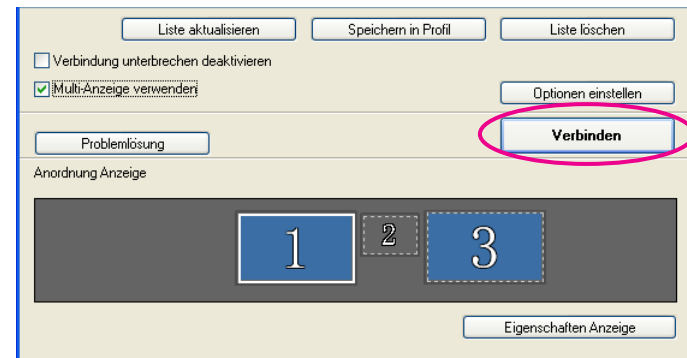 Liste aktualisieren Speichern in Profil Liste löschen
Verbindung unterbrechen deaktivieren
Multi-Anzeige verwenden Optionen einstellen
Verbinden
Problemlösung
Anordnung Anzeige
1 2 3
Eigenschaften Anzeige